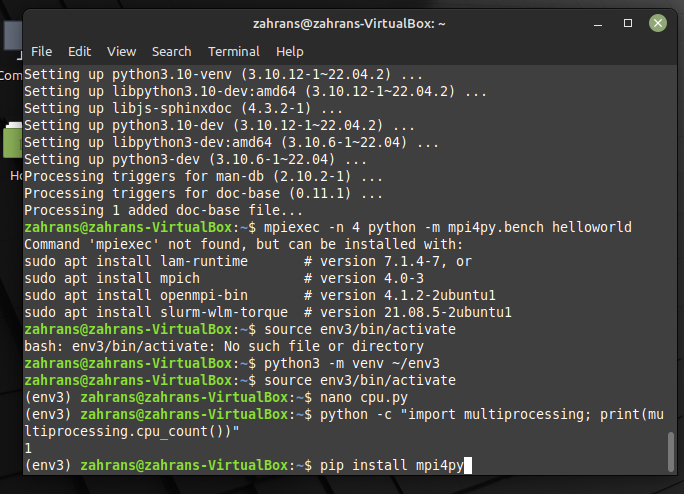 zahrans@zahrans-VirtualBox: ~
File Edit View Search Terminal Help
Setting up python3.10-venv (3.10.12-1~22.04.2) ...
Setting up libpython3.10-dev:amd64 (3.10.12-1~22.04.2) ...
Setting up libjs-sphinxdoc (4.3.2-1) ...
Setting up python3.10-dev (3.10.12-1~22.04.2) ...
Setting up libpython3-dev:amd64 (3.10.6-1~22.04) ...
Setting up python3-dev (3.10.6-1~22.04) ...
Processing triggers for man-db (2.10.2-1) ...
Processing triggers for doc-base (0.11.1) ...
Processing 1 added doc-base file...
zahrans@zahrans-VirtualBox:~$ mpiexec -n 4 python -m mpi4py.bench helloworld
Command 'mpiexec' not found, but can be installed with:
sudo apt install lam-runtime       # version 7.1.4-7, or
sudo apt install mpich             # version 4.0-3
sudo apt install openmpi-bin       # version 4.1.2-2ubuntu1
sudo apt install slurm-wlm-torque  # version 21.08.5-2ubuntu1
zahrans@zahrans-VirtualBox:~$ source env3/bin/activate
bash: env3/bin/activate: No such file or directory
zahrans@zahrans-VirtualBox:~$ python3 -m venv ~/env3
zahrans@zahrans-VirtualBox:~$ source env3/bin/activate
(env3) zahrans@zahrans-VirtualBox:~$ nano cpu.py
(env3) zahrans@zahrans-VirtualBox:~$ python -c "import multiprocessing; print(mu
ltiprocessing.cpu_count())"
1
(env3) zahrans@zahrans-VirtualBox:~$ pip install mpi4py
Com
Ho